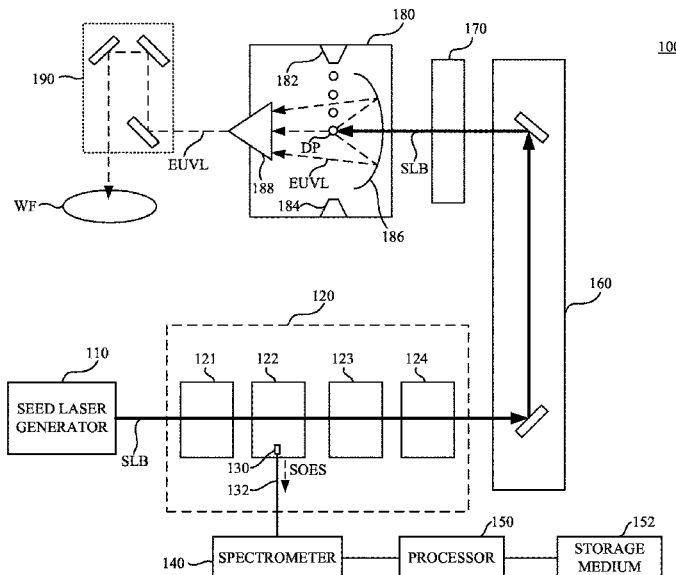 180
170
100
182
190
DP
SLB
EUVL
188
EUVL
184
186
WF
160
120
110
121
122
123
124
SEED LASER
GENERATOR
SLB
130
SOES
132
150
152
140
SPECTROMETER
PROCESSOR
STORAGE
MEDIUM